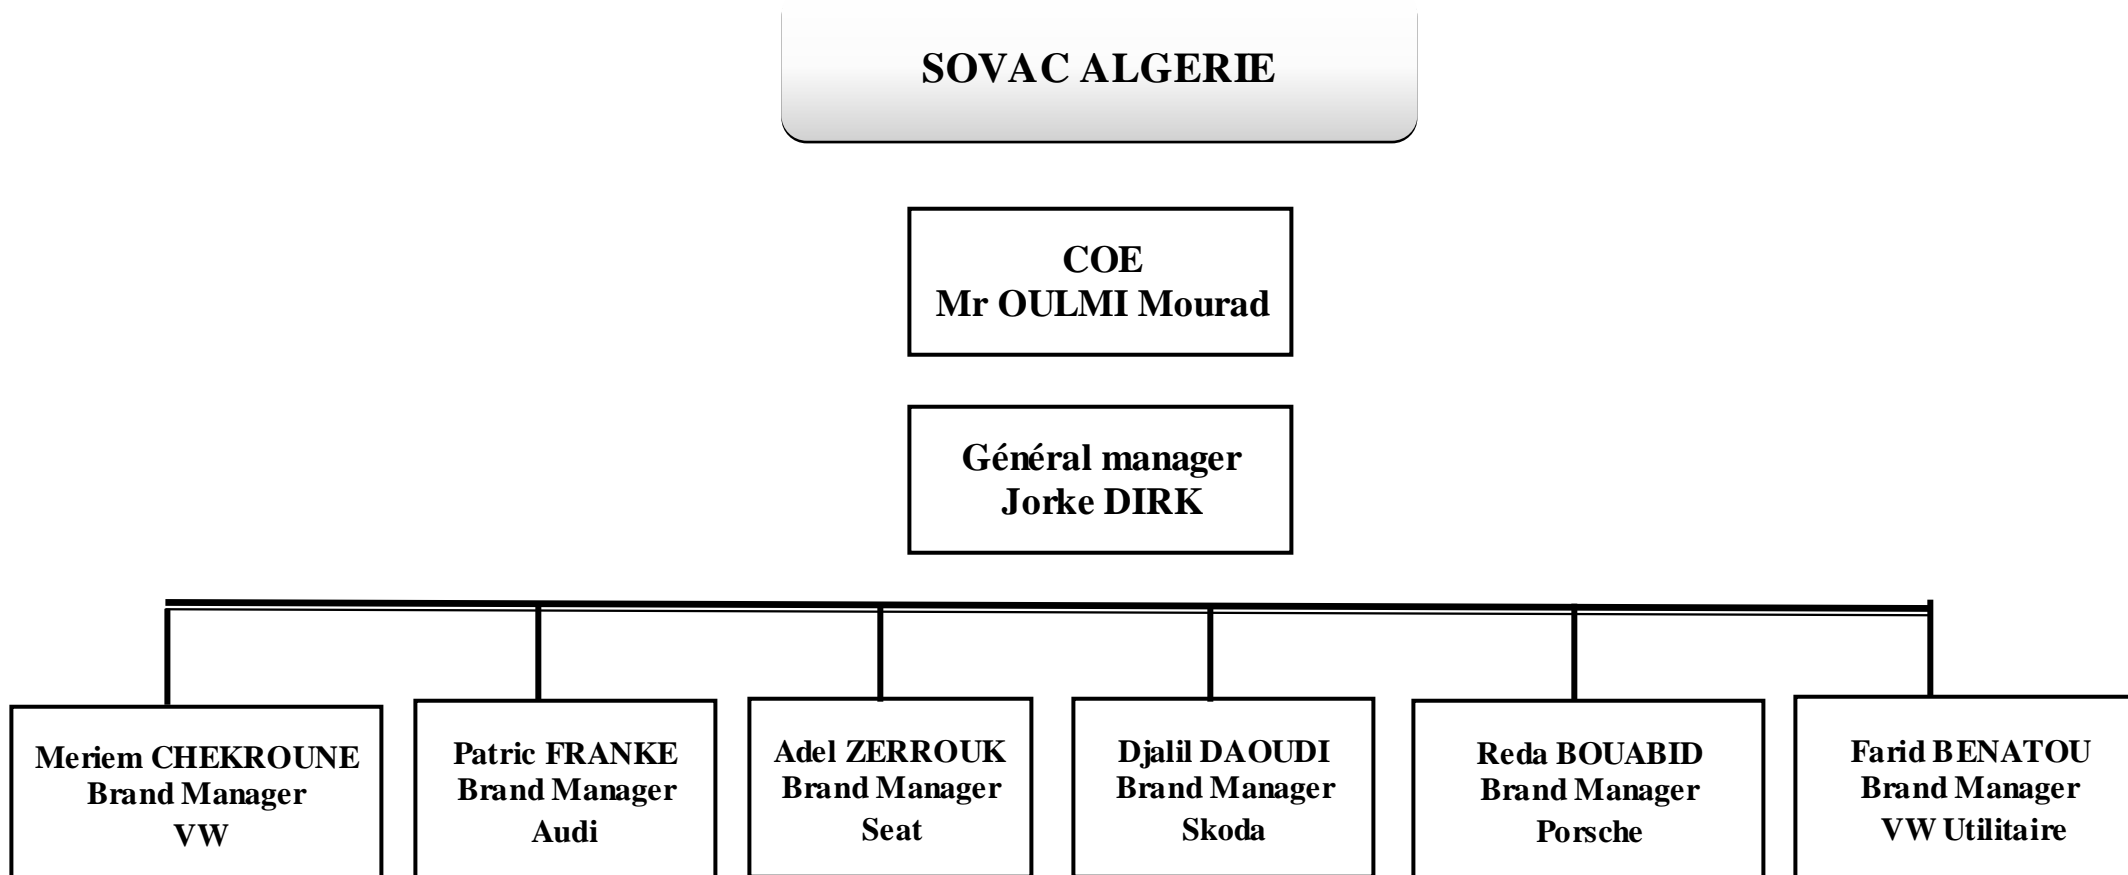 SOVAC ALGERIE
COE
Mr OULMI Mourad
Général manager
Jorke DIRK
Meriem CHEKROUNE
Brand Manager
VW
Patric FRANKE
Brand Manager
Audi
Adel ZERROUK
Brand Manager
Seat
Djalil DAOUDI
Brand Manager
Skoda
Reda BOUABID
Brand Manager
Porsche
Farid BENATOU
Brand Manager
VW Utilitaire